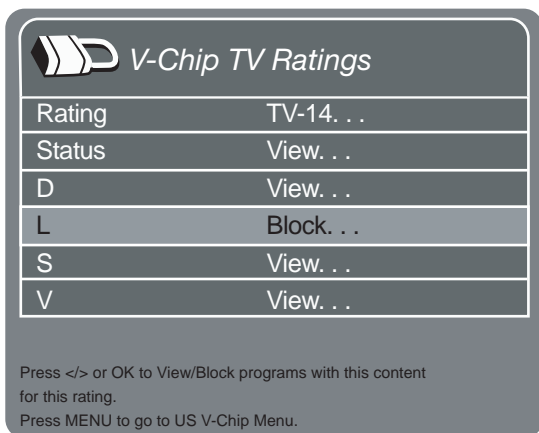 V-Chip TV Ratings
Rating TV-14. . .
Status View. . .
D View. . .
L Block. . .
S View. . .
V View. . .
Press </> or OK to View/Block programs with this content
for this rating.
Press MENU to go to US V-Chip Menu.